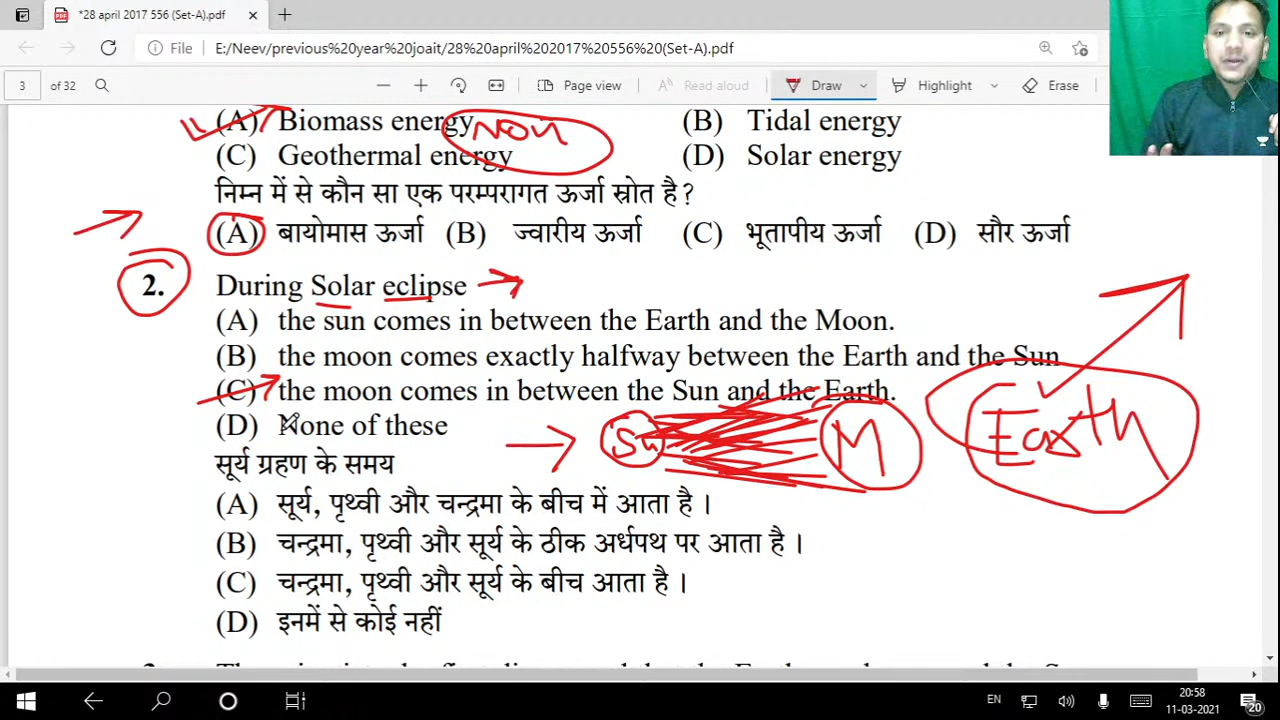 *28 april 2017 556 (Set-A).pdf
File E:/Neev/previous%20year%20joait/28%20april%202017%20556%20(Set-A).pdf
3 of 32 Page view Read aloud Draw Highlight Erase
(A) Biomass energy (B) Tidal energy
Non
(C) Geothermal energy (D) Solar energy
निम्न में से कौन सा एक परम्परागत ऊर्जा स्रोत है?
(A) बायोमास ऊर्जा (B) ज्वारीय ऊर्जा (C) भूतापीय ऊर्जा (D) सौर ऊर्जा
2. During Solar eclipse
(A) the sun comes in between the Earth and the Moon.
(B) the moon comes exactly halfway between the Earth and the Sun
(C) the moon comes in between the Sun and the Earth.
(D) None of these
Su M Earth
सूर्य ग्रहण के समय
(A) सूर्य, पृथ्वी और चन्द्रमा के बीच में आता है।
(B) चन्द्रमा, पृथ्वी और सूर्य के ठीक अर्धपथ पर आता है।
(C) चन्द्रमा, पृथ्वी और सूर्य के बीच आता है।
(D) इनमें से कोई नहीं
EN 20:58
11-03-2021 20